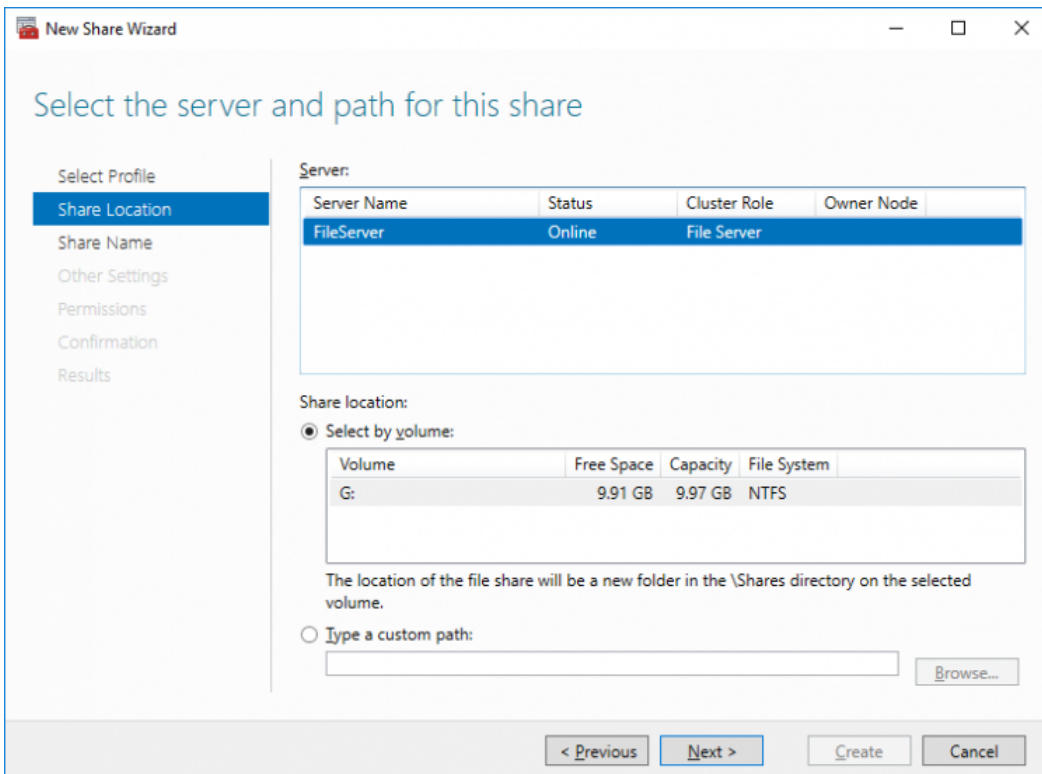 New Share Wizard
Select the server and path for this share
Select Profile
Share Location
Share Name
Other Settings
Permissions
Confirmation
Results
Server:
Server Name Status Cluster Role Owner Node
FileServer Online File Server
Share location:
Select by volume:
Volume Free Space Capacity File System
G: 9.91 GB 9.97 GB NTFS
The location of the file share will be a new folder in the \Shares directory on the selected
volume.
Type a custom path:
Browse...
< Previous Next > Create Cancel